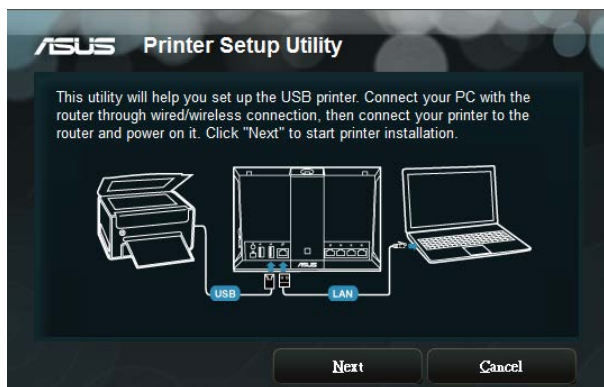 ASUS Printer Setup Utility
This utility will help you set up the USB printer. Connect your PC with the
router through wired/wireless connection, then connect your printer to the
router and power on it. Click "Next" to start printer installation.
ASUS
USB
LAN
Next
Cancel